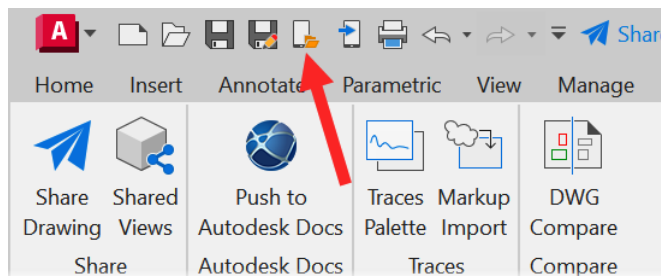 A
Shar
Home Insert Annotate Parametric View Manage
Share Drawing
Shared Views
Push to Autodesk Docs
Traces Palette
Markup Import
DWG Compare
Share Autodesk Docs Traces Compare